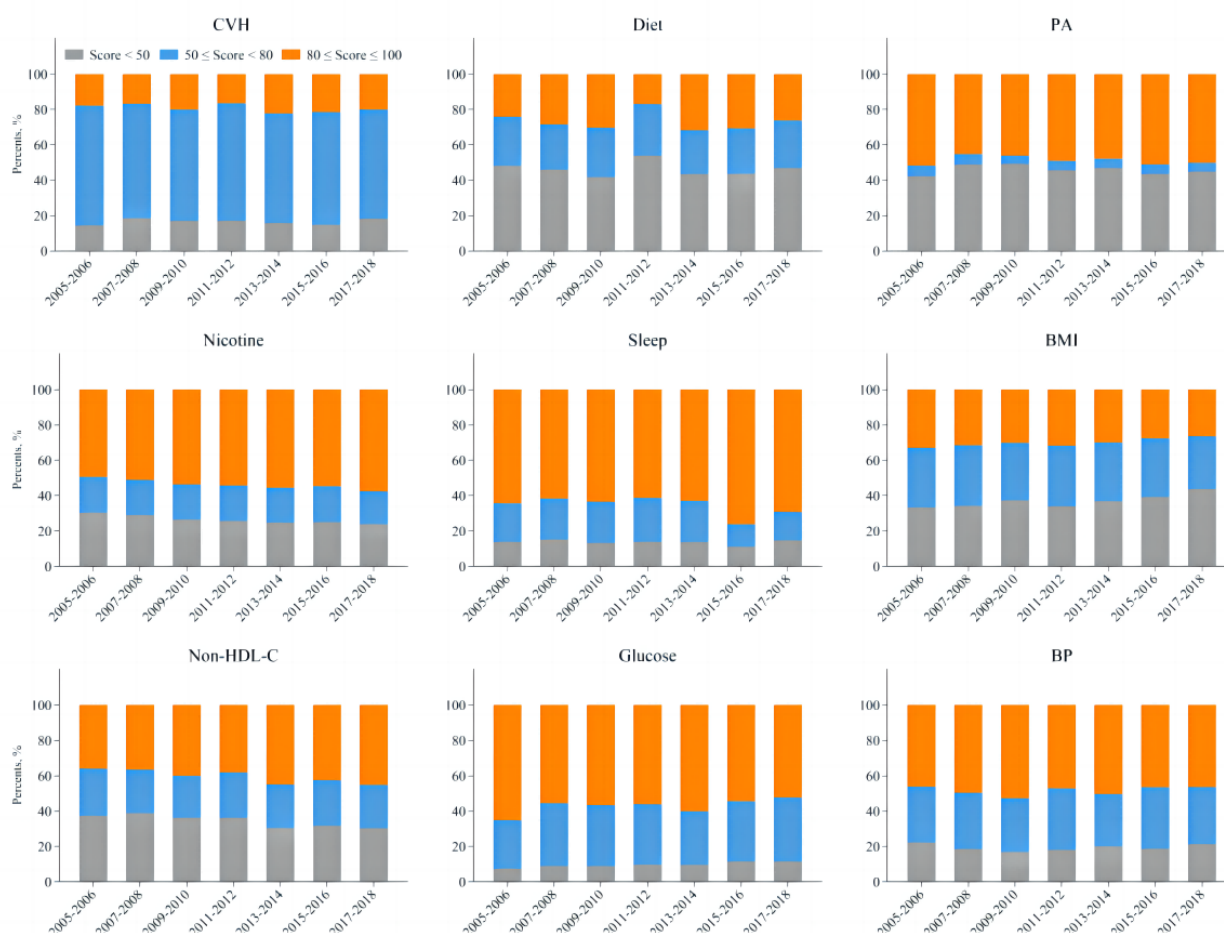 CVH Diet PA
Score < 50 50 ≤ Score < 80 80 ≤ Score ≤ 100
Percents, %
100 100 100
80 80 80
60 60 60
40 40 40
20 20 20
0 0 0
2005-2006 2007-2008 2009-2010 2011-2012 2013-2014 2015-2016 2017-2018
2005-2006 2007-2008 2009-2010 2011-2012 2013-2014 2015-2016 2017-2018
2005-2006 2007-2008 2009-2010 2011-2012 2013-2014 2015-2016 2017-2018
Nicotine Sleep BMI
Percents, %
100 100 100
80 80 80
60 60 60
40 40 40
20 20 20
0 0 0
2005-2006 2007-2008 2009-2010 2011-2012 2013-2014 2015-2016 2017-2018
2005-2006 2007-2008 2009-2010 2011-2012 2013-2014 2015-2016 2017-2018
2005-2006 2007-2008 2009-2010 2011-2012 2013-2014 2015-2016 2017-2018
Non-HDL-C Glucose BP
Percents, %
100 100 100
80 80 80
60 60 60
40 40 40
20 20 20
0 0 0
2005-2006 2007-2008 2009-2010 2011-2012 2013-2014 2015-2016 2017-2018
2005-2006 2007-2008 2009-2010 2011-2012 2013-2014 2015-2016 2017-2018
2005-2006 2007-2008 2009-2010 2011-2012 2013-2014 2015-2016 2017-2018